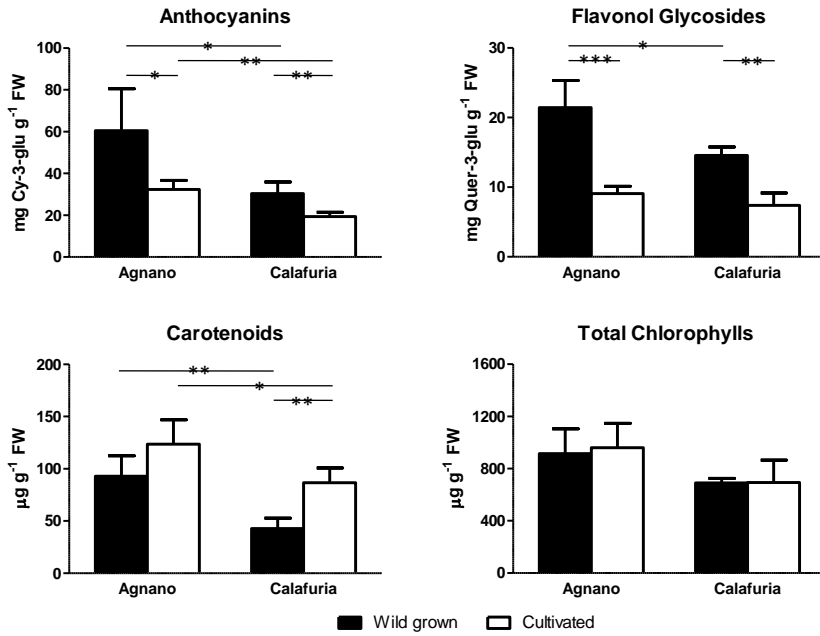 Anthocyanins
mg Cy-3-glu g⁻¹ FW
100
80
60
40
20
0
*
**
*
**
Agnano
Calafuria
Flavonol Glycosides
mg Quer-3-glu g⁻¹ FW
30
20
10
0
*
***
**
Agnano
Calafuria
Carotenoids
µg g⁻¹ FW
200
150
100
50
0
**
*
**
Agnano
Calafuria
Total Chlorophylls
µg g⁻¹ FW
1600
1200
800
400
0
Agnano
Calafuria
Wild grown
Cultivated